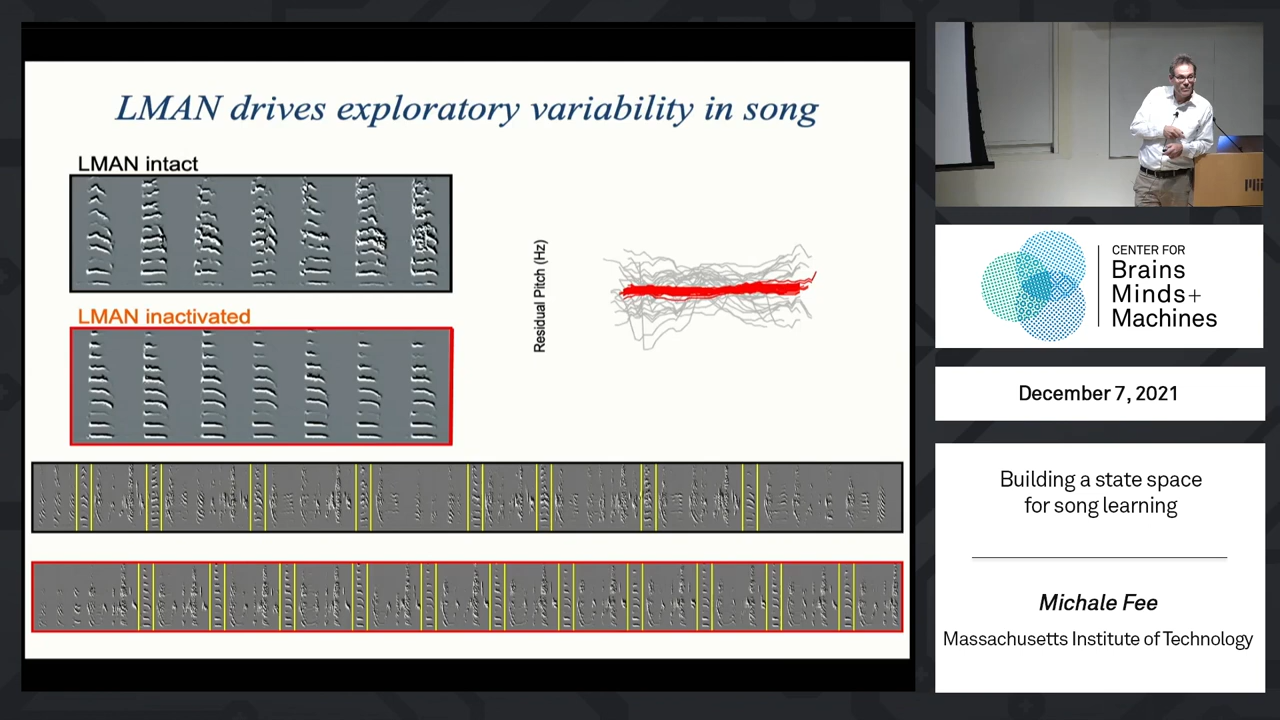 LMAN drives exploratory variability in song
LMAN intact
LMAN inactivated
Residual Pitch (Hz)
CENTER FOR
Brains
Minds+
Machines
December 7, 2021
Building a state space
for song learning
Michale Fee
Massachusetts Institute of Technology